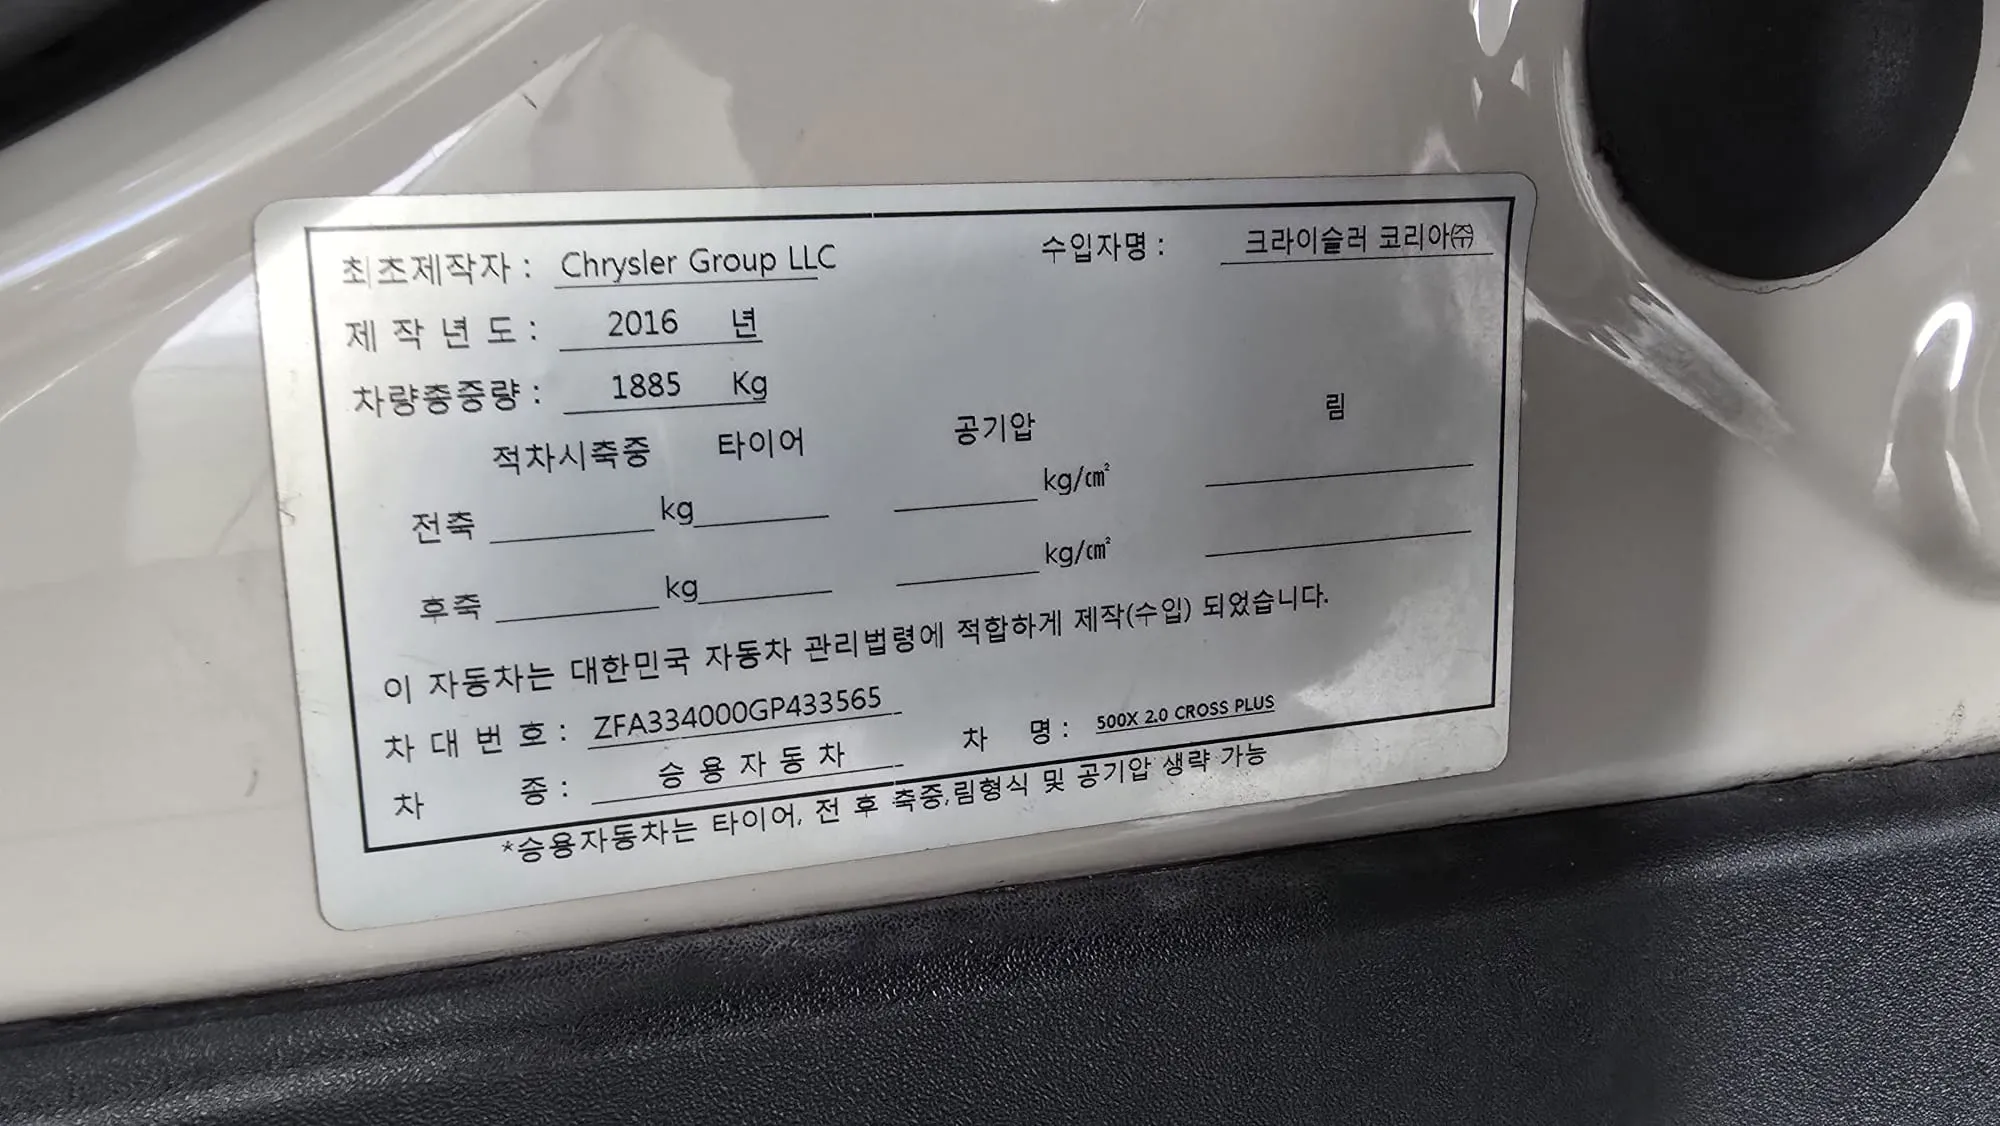 최초제작자 : Chrysler Group LLC 수입자명 : 크라이슬러 코리아㈜
제 작 년 도 : 2016 년
차량총중량 : 1885 Kg
적차시축중 타이어 공기압 림
전축 kg kg/㎠
후축 kg kg/㎠
이 자동차는 대한민국 자동차 관리법령에 적합하게 제작(수입) 되었습니다.
차 대 번 호 : ZFA334000GP433565
차 명 : 500X 2.0 CROSS PLUS
차 종 : 승 용 자 동 차
*승용자동차는 타이어, 전 후 축중,림형식 및 공기압 생략 가능